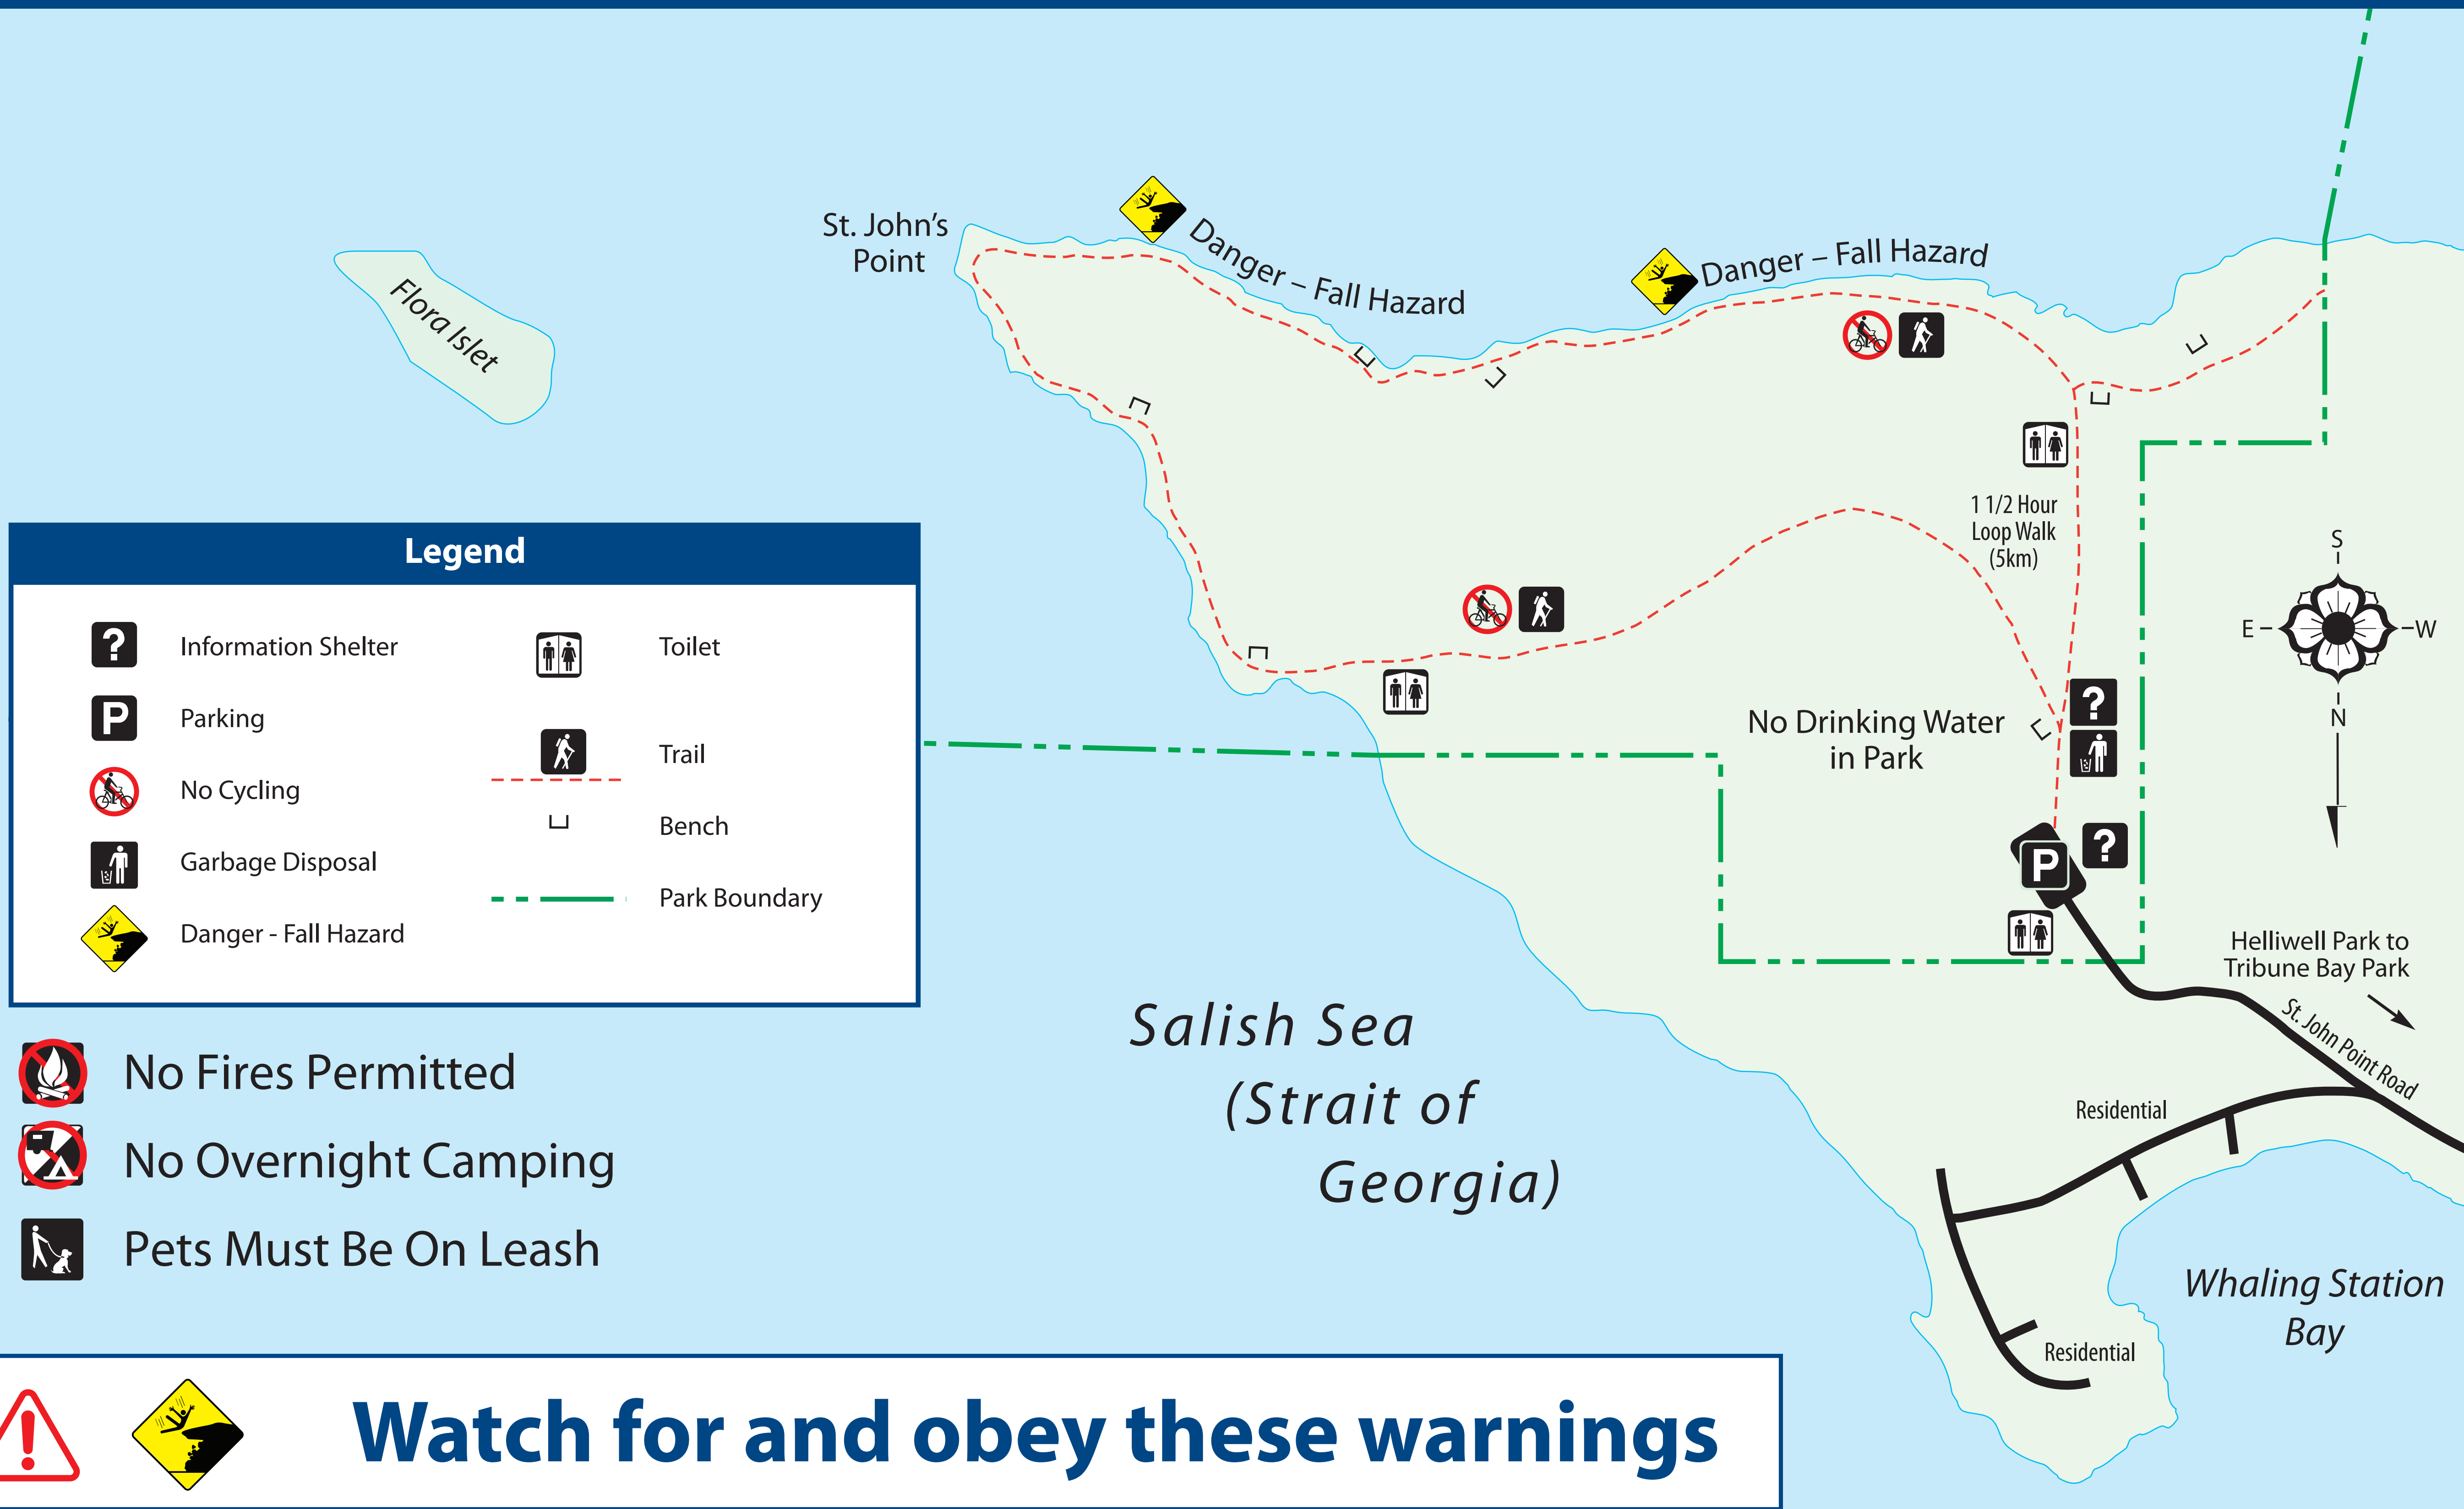 St. John’s
Point
Danger – Fall Hazard
Danger – Fall Hazard
Flora Islet
1 1/2 Hour
Loop Walk
(5km)
Legend
? Information Shelter
P Parking
No Cycling
Garbage Disposal
Danger - Fall Hazard
Toilet
Trail
Bench
Park Boundary
S
E
W
N
?
No Drinking Water
in Park
P
?
Helliwell Park to
Tribune Bay Park
St. John Point Road
Salish Sea
(Strait of
Georgia)
Residential
Residential
Whaling Station
Bay
No Fires Permitted
No Overnight Camping
Pets Must Be On Leash
! Watch for and obey these warnings